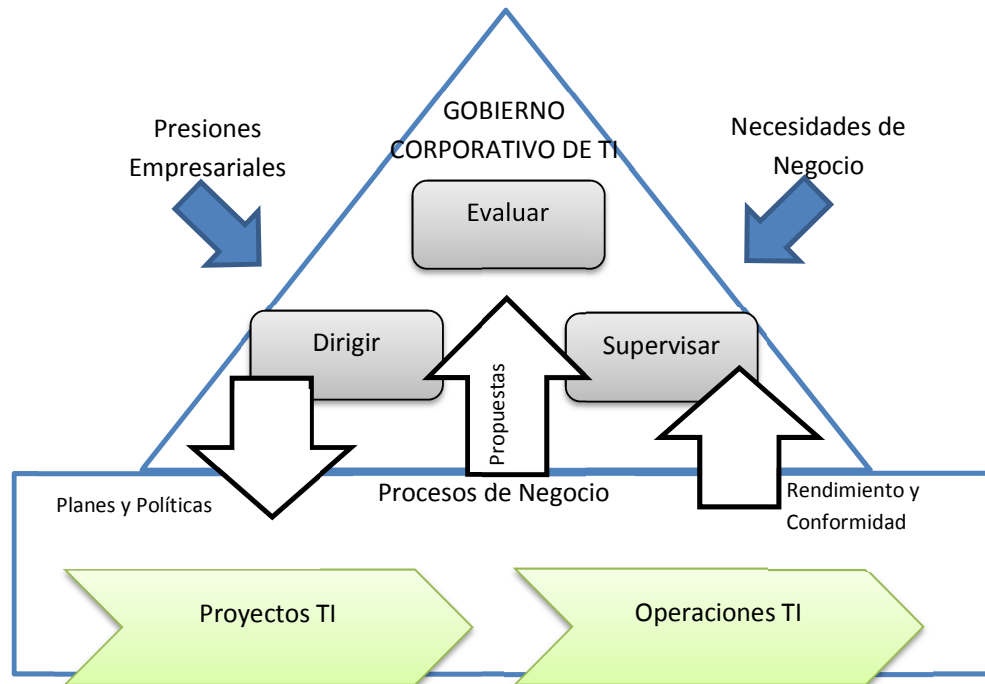 GOBIERNO
CORPORATIVO DE TI
Presiones
Empresariales
Necesidades de
Negocio
Evaluar
Dirigir
Supervisar
Propuestas
Planes y Políticas
Procesos de Negocio
Rendimiento y
Conformidad
Proyectos TI
Operaciones TI